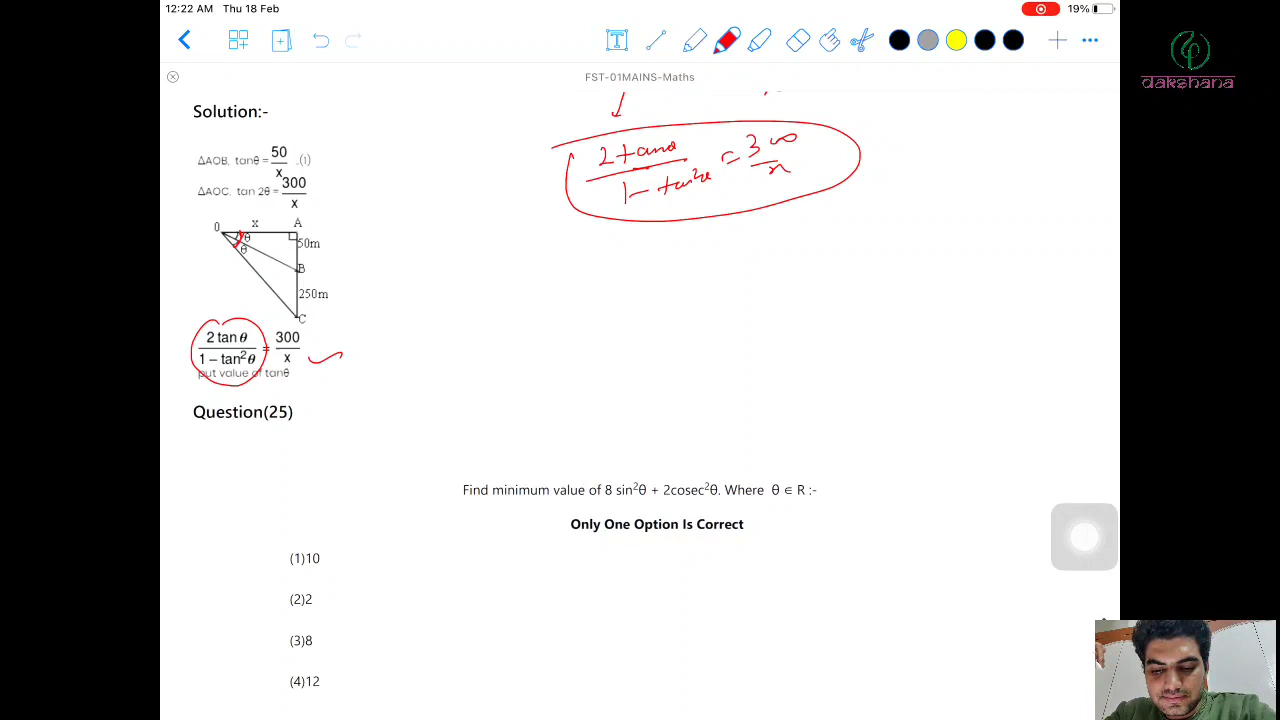 12:22 AM Thu 18 Feb
19%
dakshana
FST-01MAINS-Maths
Solution:-
ΔAOB, tanθ = 50/x .(1)
ΔAOC. tan 2θ = 300/x
0 x A
θ
θ
50m
B
250m
C
2 tan θ / 1 − tan²θ = 300/x
put value of tanθ
2 tanθ / 1 − tan²θ = 300/x
Question(25)
Find minimum value of 8 sin²θ + 2cosec²θ. Where θ ∈ R :-
Only One Option Is Correct
(1)10
(2)2
(3)8
(4)12